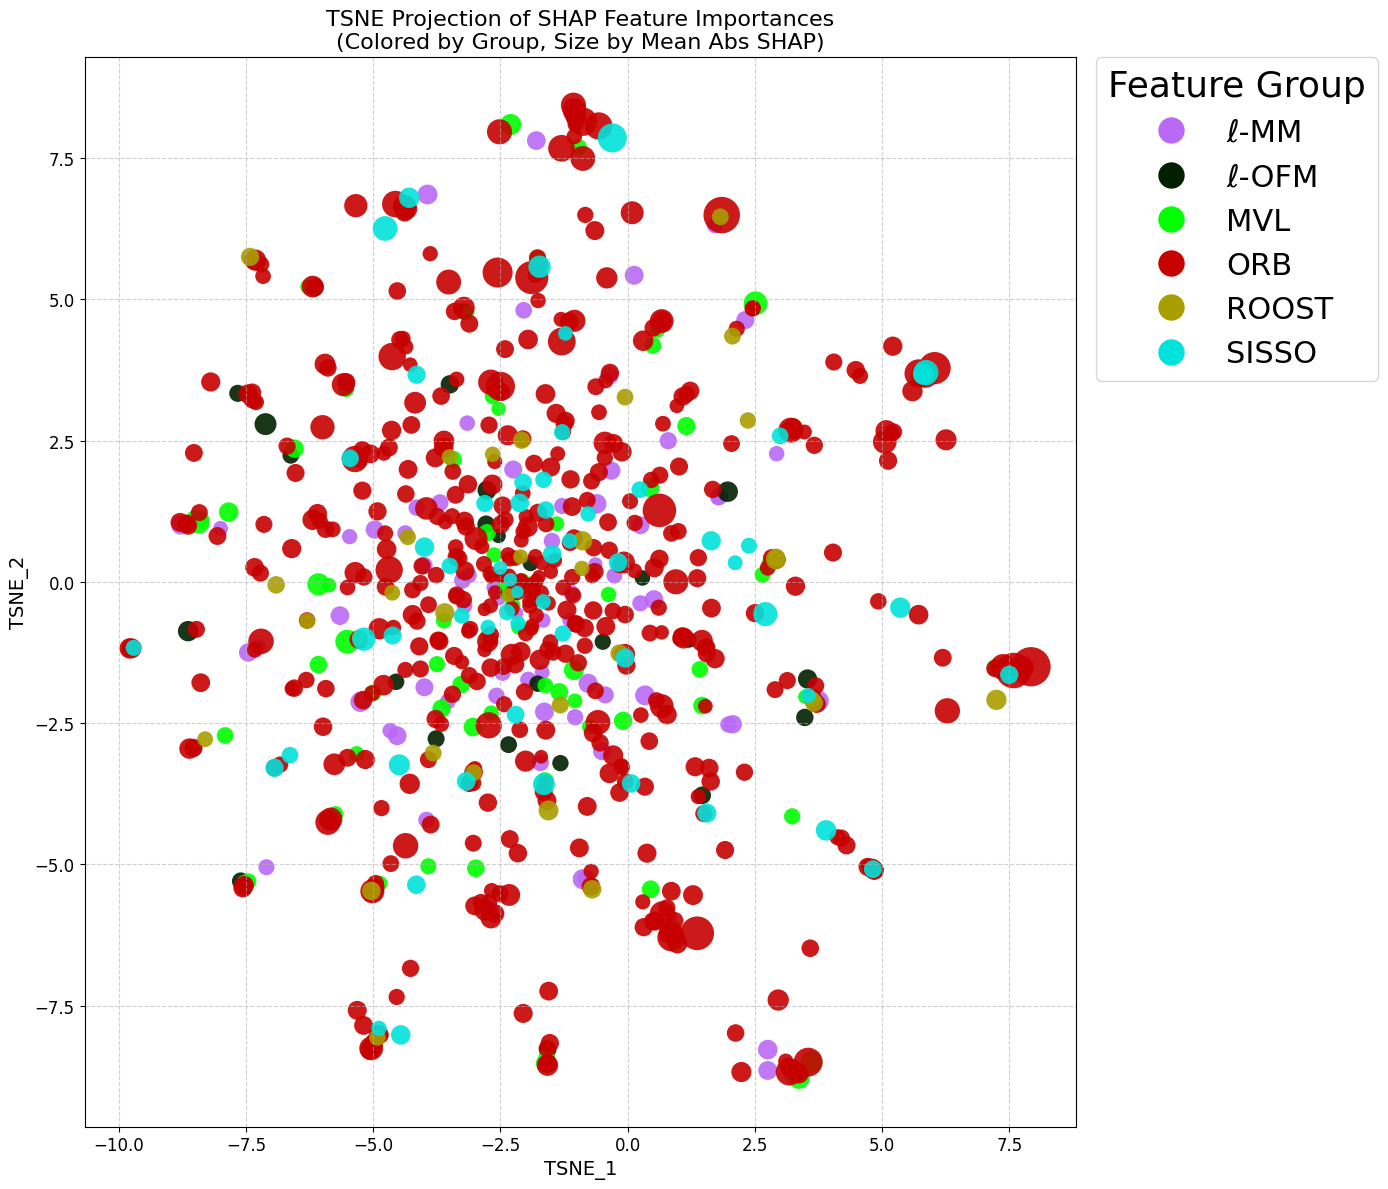 TSNE Projection of SHAP Feature Importances
(Colored by Group, Size by Mean Abs SHAP)
Feature Group
ℓ-MM
ℓ-OFM
MVL
ORB
ROOST
SISSO
TSNE_2
7.5
5.0
2.5
0.0
−2.5
−5.0
−7.5
−10.0
−7.5
−5.0
−2.5
0.0
2.5
5.0
7.5
TSNE_1